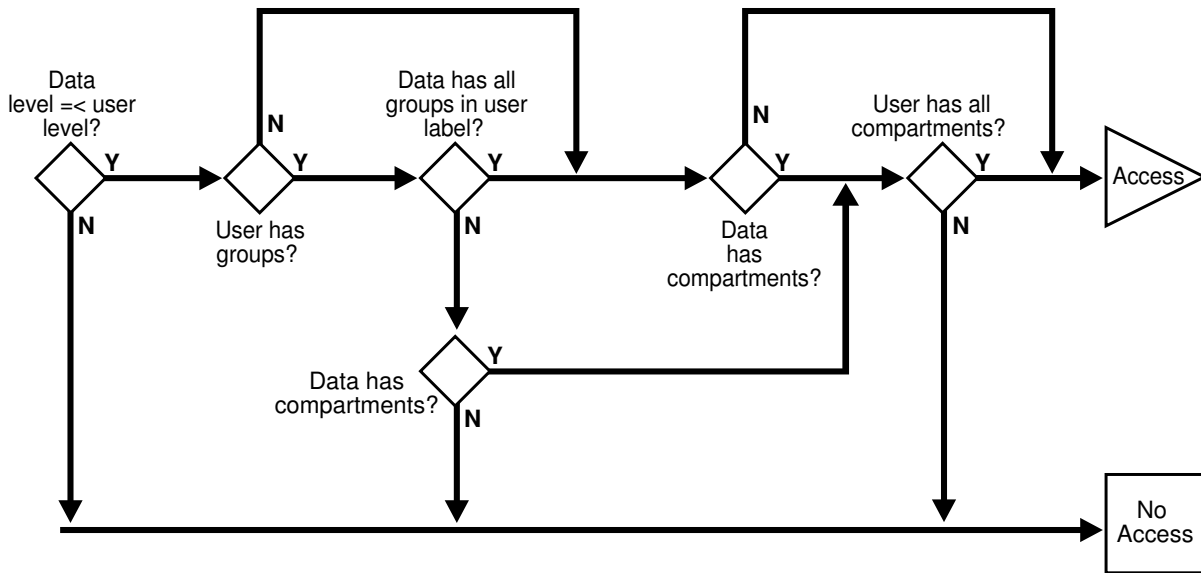 Data
level =< user
level?
Y
N
User has
groups?
N
Y
Data has all
groups in user
label?
Y
N
Data has
compartments?
Y
N
Data
has
compartments?
N
Y
User has all
compartments?
Y
N
Access
No
Access